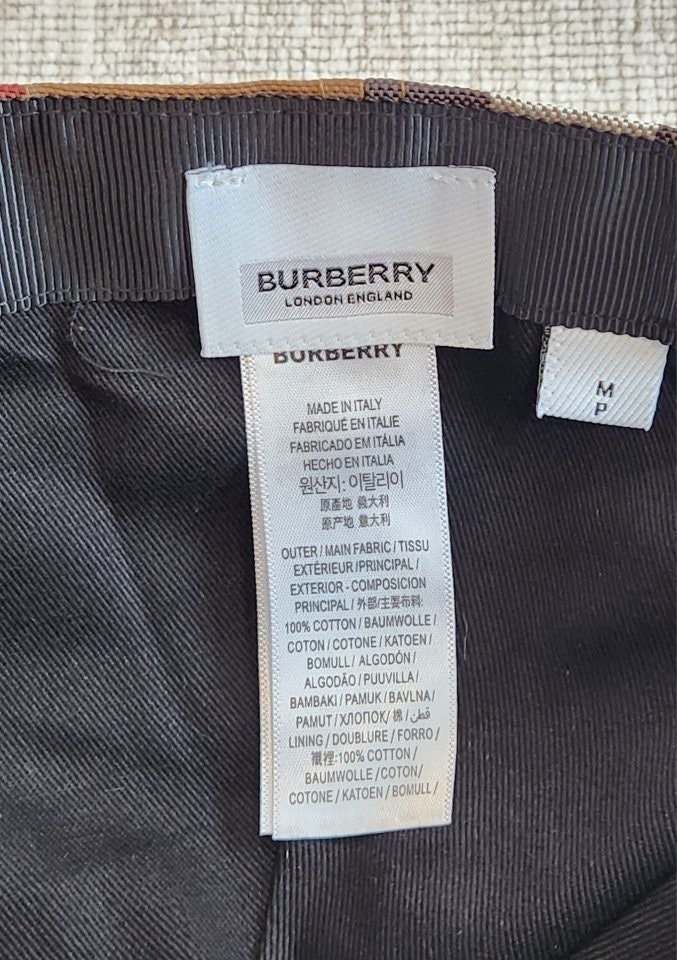 BURBERRY
LONDON ENGLAND
BURBERRY
MADE IN ITALY
FABRIQUÉ EN ITALIE
FABRICADO EM ITÁLIA
HECHO EN ITALIA
원산지: 이탈리아
原產地 義大利
原产地 意大利
OUTER / MAIN FABRIC / TISSU
EXTÉRIEUR /PRINCIPAL /
EXTERIOR - COMPOSICION
PRINCIPAL / 外部/主要布料:
100% COTTON / BAUMWOLLE /
COTON / COTONE / KATOEN /
BOMULL / ALGODÓN /
ALGODÃO / PUUVILLA /
BAMBAKI / PAMUK / BAVLNA /
PAMUT / ХЛОПОК/ 棉 / قطن/
LINING / DOUBLURE / FORRO /
襯裡:100% COTTON /
BAUMWOLLE / COTON/
COTONE / KATOEN / BOMULL /
M
P